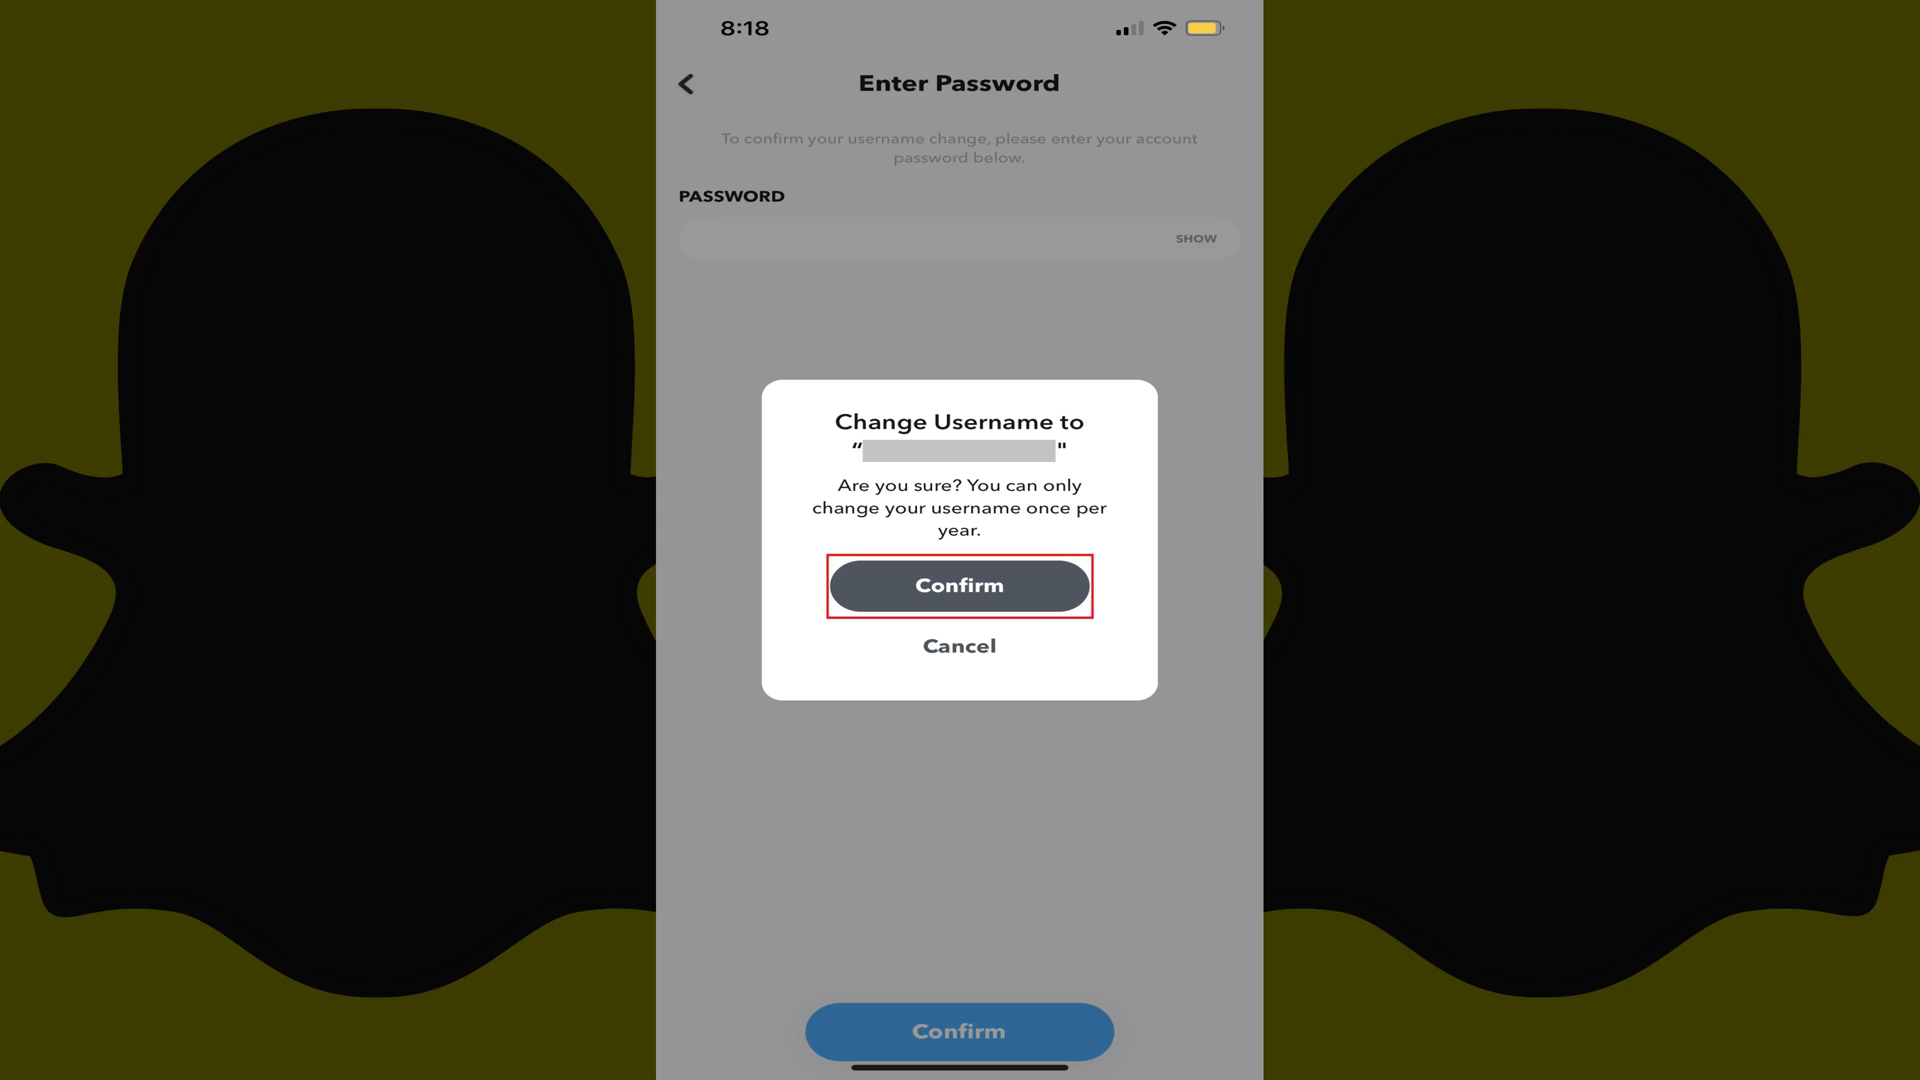 8:18
Enter Password
To confirm your username change, please enter your account
password below.
PASSWORD
SHOW
Change Username to
“ "
Are you sure? You can only
change your username once per
year.
Confirm
Cancel
Confirm